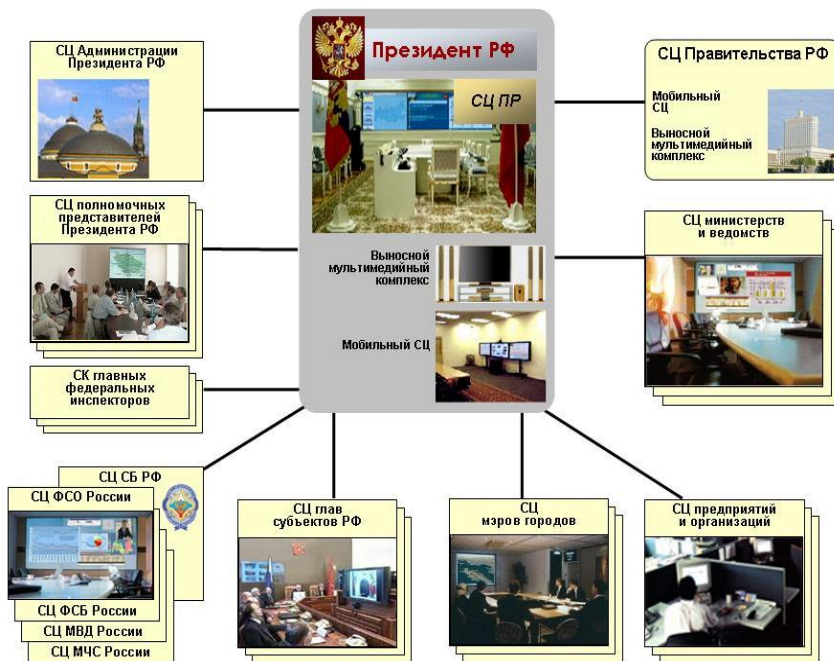 СЦ Администрации
Президента РФ
Президент РФ
СЦ ПР
СЦ Правительства РФ
Мобильный
СЦ
Выносной
мультимедийный
комплекс
СЦ полномочных
представителей
Президента РФ
Выносной
мультимедийный
комплекс
Мобильный СЦ
СЦ министерств
и ведомств
СК главных
федеральных
инспекторов
СЦ СБ РФ
СЦ ФСО России
СЦ ФСБ России
СЦ МВД России
СЦ МЧС России
СЦ глав
субъектов РФ
СЦ
мэров городов
СЦ предприятий
и организаций